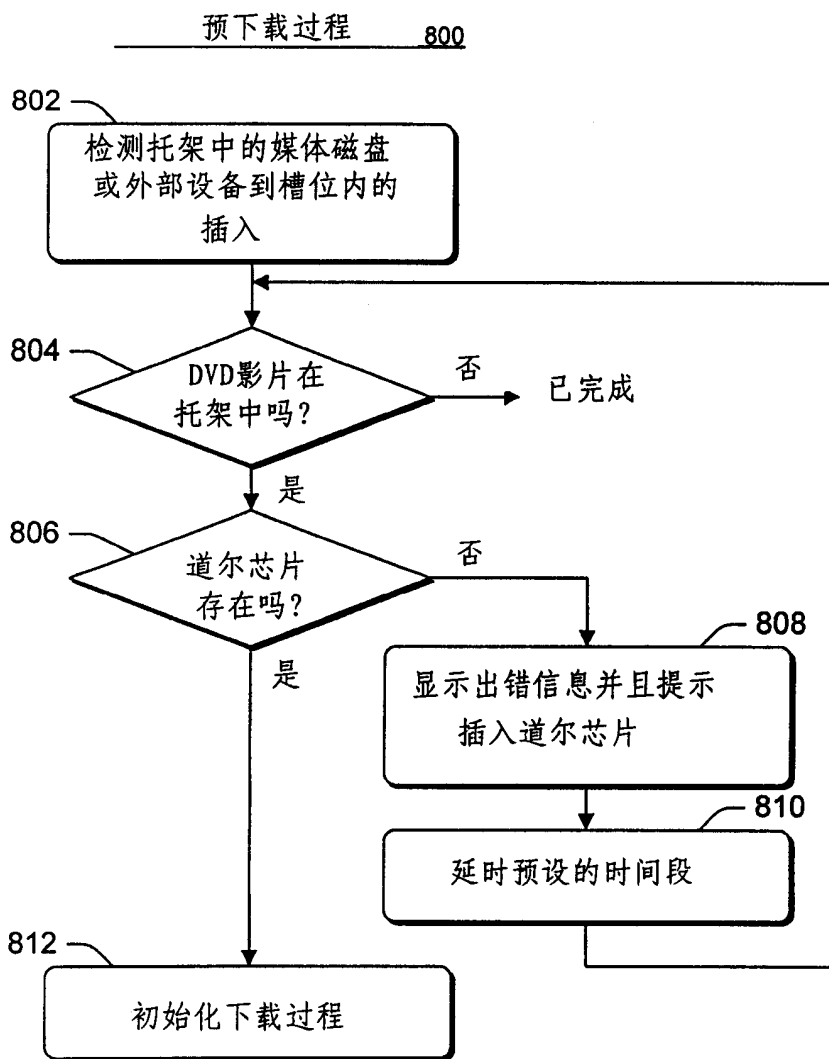 预下载过程 800
802
检测托架中的媒体磁盘
或外部设备到槽位内的
插入
804
DVD影片在
托架中吗?
否
已完成
是
806
道尔芯片
存在吗?
否
是
808
显示出错信息并且提示
插入道尔芯片
810
延时预设的时间段
812
初始化下载过程